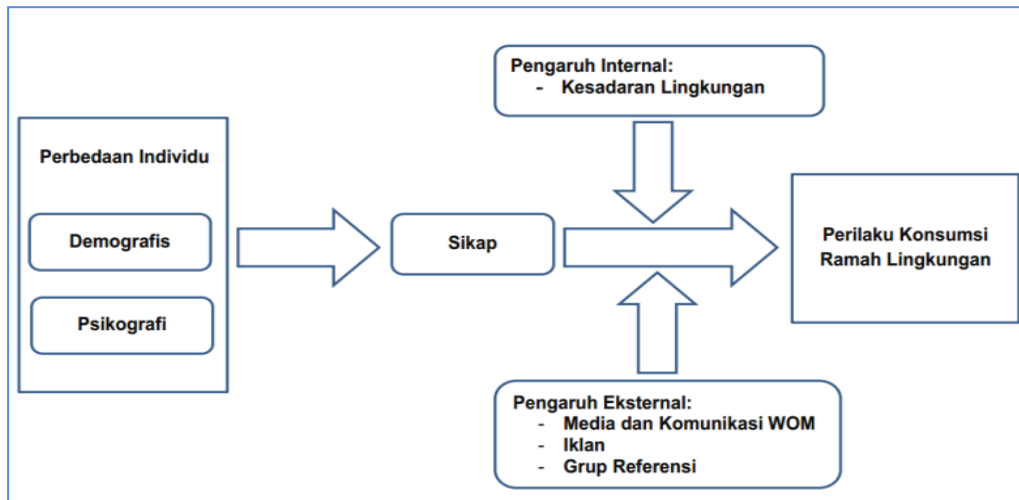 Perbedaan Individu
Demografis
Psikografi
Sikap
Pengaruh Internal:
- Kesadaran Lingkungan
Pengaruh Eksternal:
- Media dan Komunikasi WOM
- Iklan
- Grup Referensi
Perilaku Konsumsi
Ramah Lingkungan